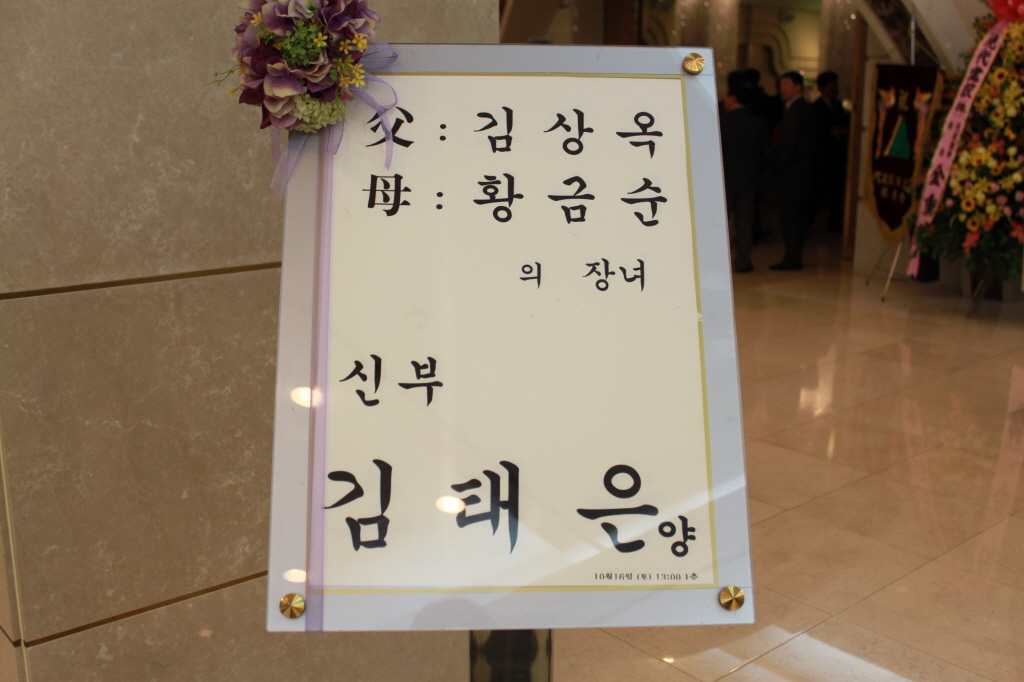 父 : 김 상 옥
母 : 황 금 순
의 장녀
신부
김 태 은 양
10월16일 (토) 13:00 1층